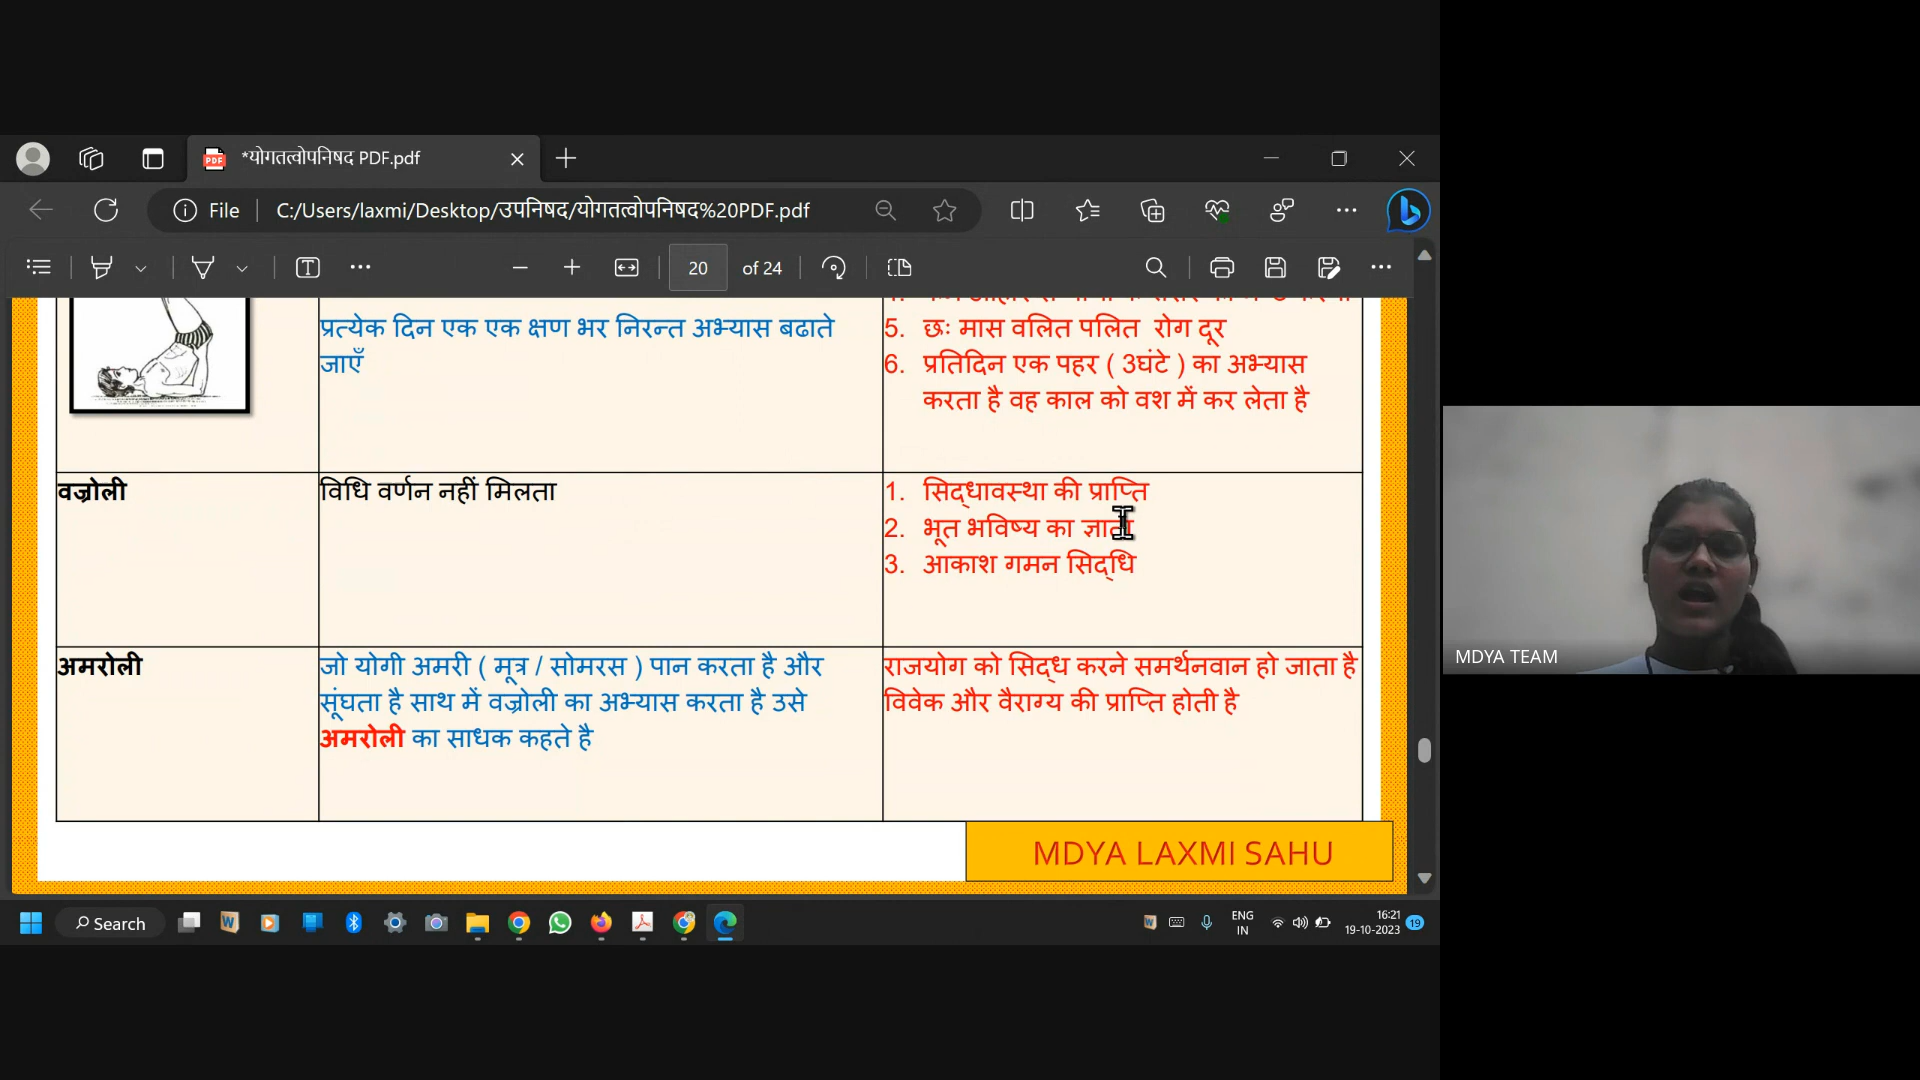 *योगतत्वोपनिषद PDF.pdf
File
C:/Users/laxmi/Desktop/उपनिषद/योगतत्वोपनिषद%20PDF.pdf
20 of 24
प्रत्येक दिन एक एक क्षण भर निरन्त अभ्यास बढाते
जाएँ
5. छः मास वलित पलित रोग दूर
6. प्रतिदिन एक पहर ( 3घंटे ) का अभ्यास
करता है वह काल को वश में कर लेता है
वज्रोली
विधि वर्णन नहीं मिलता
1. सिद्धावस्था की प्राप्ति
2. भूत भविष्य का ज्ञाता
3. आकाश गमन सिद्धि
अमरोली
जो योगी अमरी ( मूत्र / सोमरस ) पान करता है और
सूंघता है साथ में वज्रोली का अभ्यास करता है उसे
अमरोली का साधक कहते है
राजयोग को सिद्ध करने समर्थनवान हो जाता है
विवेक और वैराग्य की प्राप्ति होती है
MDYA LAXMI SAHU
MDYA TEAM
Search
ENG
IN
16:21
19-10-2023
19